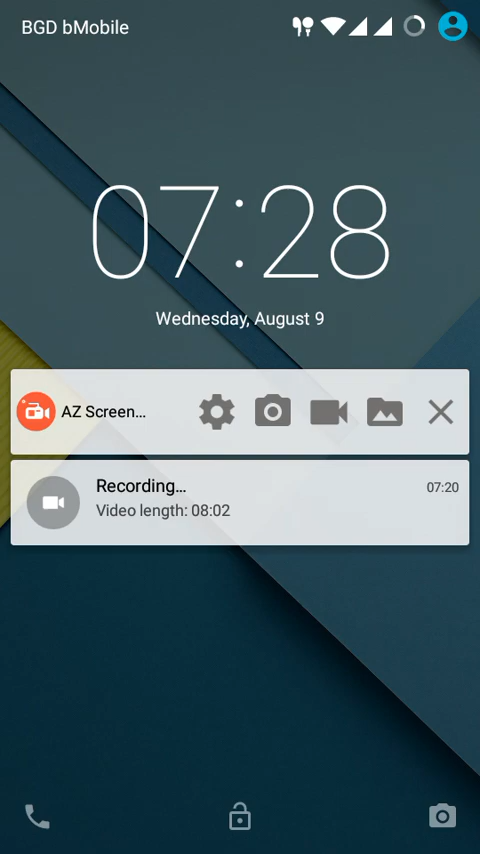 BGD bMobile
07:28
Wednesday, August 9
AZ Screen...
Recording...
07:20
Video length: 08:02